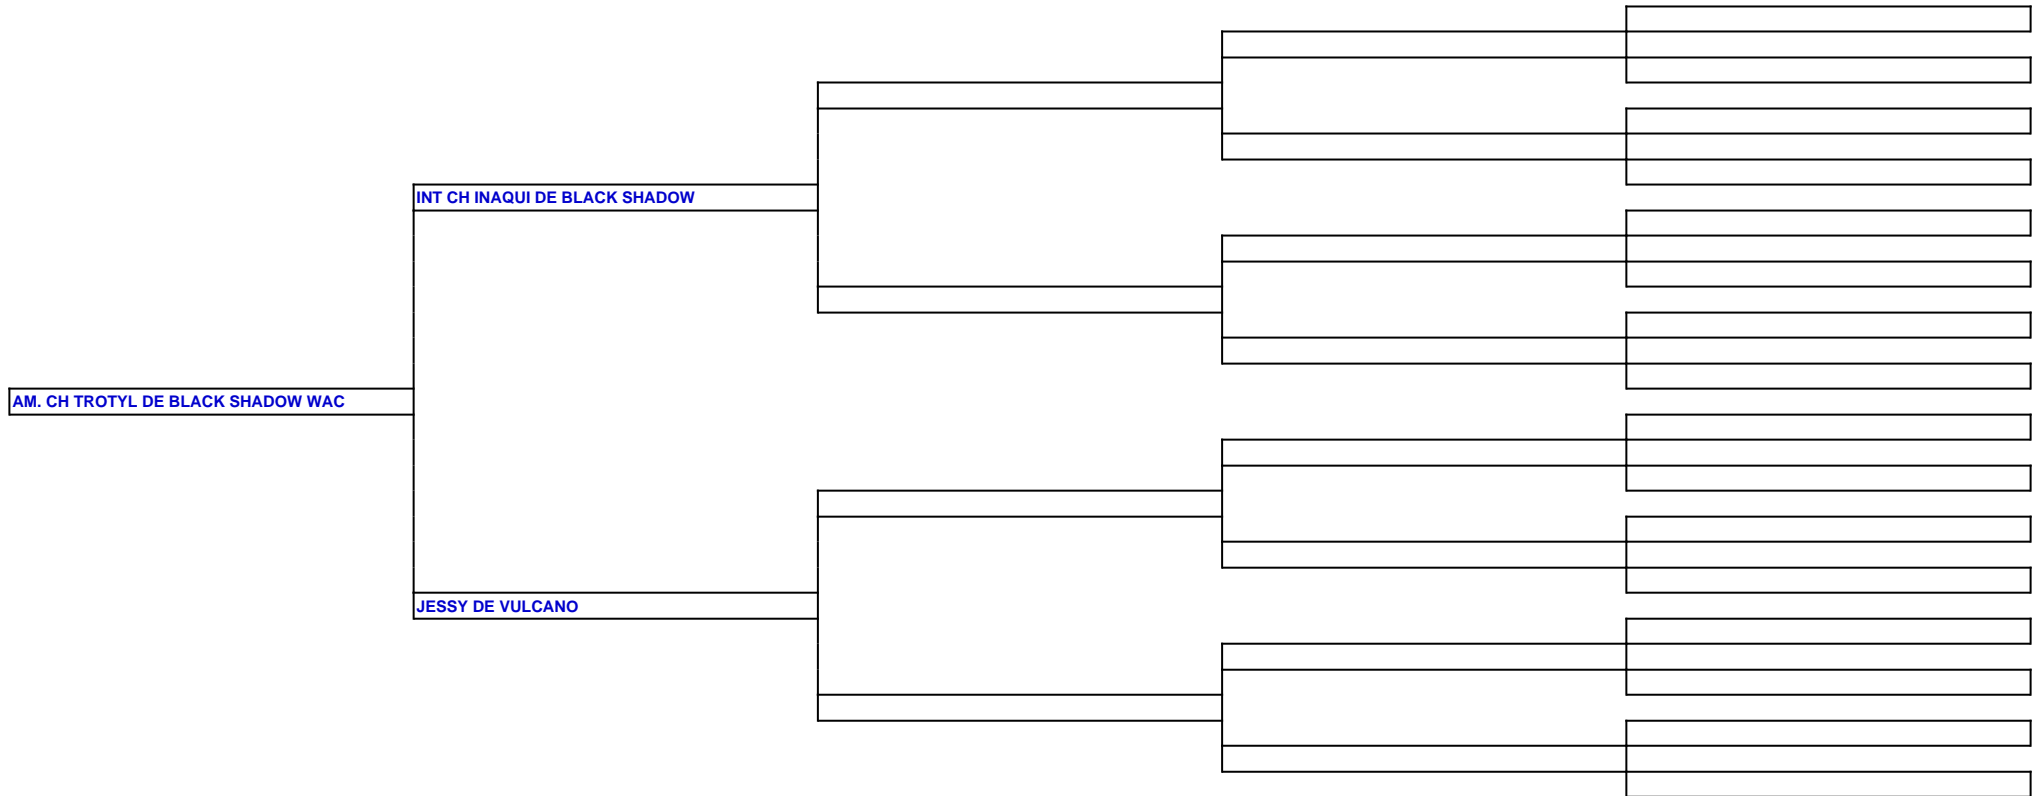 INT CH INAQUI DE BLACK SHADOW
AM. CH TROTYL DE BLACK SHADOW WAC
JESSY DE VULCANO